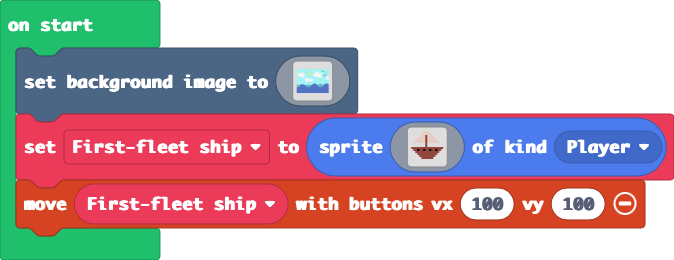 on start
set background image to
set First-fleet ship to sprite of kind Player
move First-fleet ship with buttons vx 100 vy 100